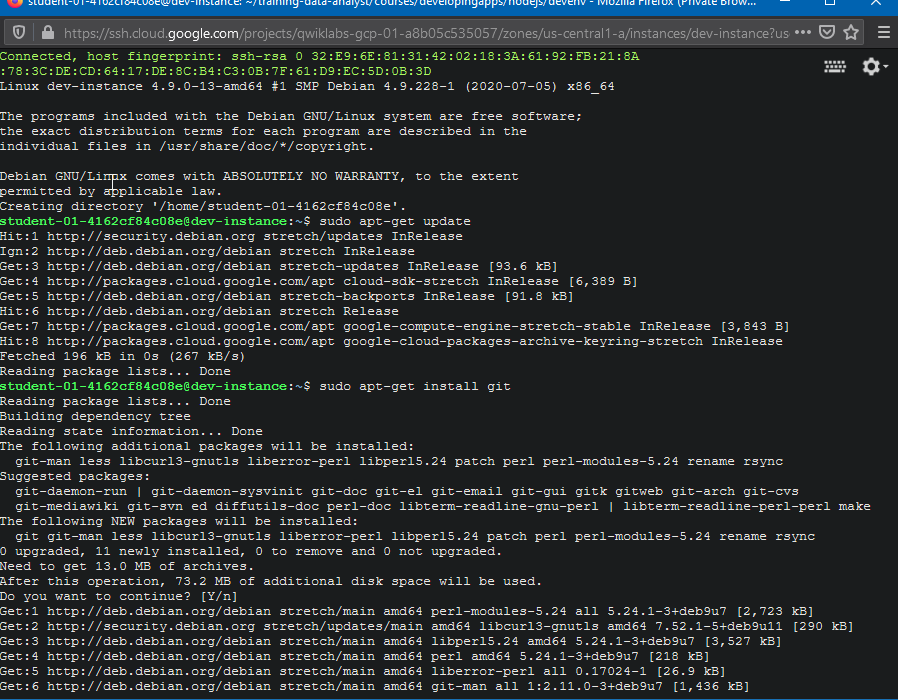 student-01-4162cf84c08e@dev-instance: ~/training-data-analyst/courses/developingapps/nodejs/devenv - Mozilla Firefox (Private Brow...
https://ssh.cloud.google.com/projects/qwiklabs-gcp-01-a8b05c535057/zones/us-central1-a/instances/dev-instance?us
Connected, host fingerprint: ssh-rsa 0 32:E9:6E:81:31:42:02:18:3A:61:92:FB:21:8A
:78:3C:DE:CD:64:17:DE:8C:B4:C3:0B:7F:61:D9:EC:5D:0B:3D
Linux dev-instance 4.9.0-13-amd64 #1 SMP Debian 4.9.228-1 (2020-07-05) x86_64
The programs included with the Debian GNU/Linux system are free software;
the exact distribution terms for each program are described in the
individual files in /usr/share/doc/*/copyright.
Debian GNU/Linux comes with ABSOLUTELY NO WARRANTY, to the extent
permitted by applicable law.
Creating directory '/home/student-01-4162cf84c08e'.
student-01-4162cf84c08e@dev-instance:~$ sudo apt-get update
Hit:1 http://security.debian.org stretch/updates InRelease
Ign:2 http://deb.debian.org/debian stretch InRelease
Get:3 http://deb.debian.org/debian stretch-updates InRelease [93.6 kB]
Get:4 http://packages.cloud.google.com/apt cloud-sdk-stretch InRelease [6,389 B]
Get:5 http://deb.debian.org/debian stretch-backports InRelease [91.8 kB]
Hit:6 http://deb.debian.org/debian stretch Release
Get:7 http://packages.cloud.google.com/apt google-compute-engine-stretch-stable InRelease [3,843 B]
Hit:8 http://packages.cloud.google.com/apt google-cloud-packages-archive-keyring-stretch InRelease
Fetched 196 kB in 0s (267 kB/s)
Reading package lists... Done
student-01-4162cf84c08e@dev-instance:~$ sudo apt-get install git
Reading package lists... Done
Building dependency tree
Reading state information... Done
The following additional packages will be installed:
git-man less libcurl3-gnutls liberror-perl libperl5.24 patch perl perl-modules-5.24 rename rsync
Suggested packages:
git-daemon-run | git-daemon-sysvinit git-doc git-el git-email git-gui gitk gitweb git-arch git-cvs
git-mediawiki git-svn ed diffutils-doc perl-doc libterm-readline-gnu-perl | libterm-readline-perl-perl make
The following NEW packages will be installed:
git git-man less libcurl3-gnutls liberror-perl libperl5.24 patch perl perl-modules-5.24 rename rsync
0 upgraded, 11 newly installed, 0 to remove and 0 not upgraded.
Need to get 13.0 MB of archives.
After this operation, 73.2 MB of additional disk space will be used.
Do you want to continue? [Y/n]
Get:1 http://deb.debian.org/debian stretch/main amd64 perl-modules-5.24 all 5.24.1-3+deb9u7 [2,723 kB]
Get:2 http://security.debian.org stretch/updates/main amd64 libcurl3-gnutls amd64 7.52.1-5+deb9u11 [290 kB]
Get:3 http://deb.debian.org/debian stretch/main amd64 libperl5.24 amd64 5.24.1-3+deb9u7 [3,527 kB]
Get:4 http://deb.debian.org/debian stretch/main amd64 perl amd64 5.24.1-3+deb9u7 [218 kB]
Get:5 http://deb.debian.org/debian stretch/main amd64 liberror-perl all 0.17024-1 [26.9 kB]
Get:6 http://deb.debian.org/debian stretch/main amd64 git-man all 1:2.11.0-3+deb9u7 [1,436 kB]